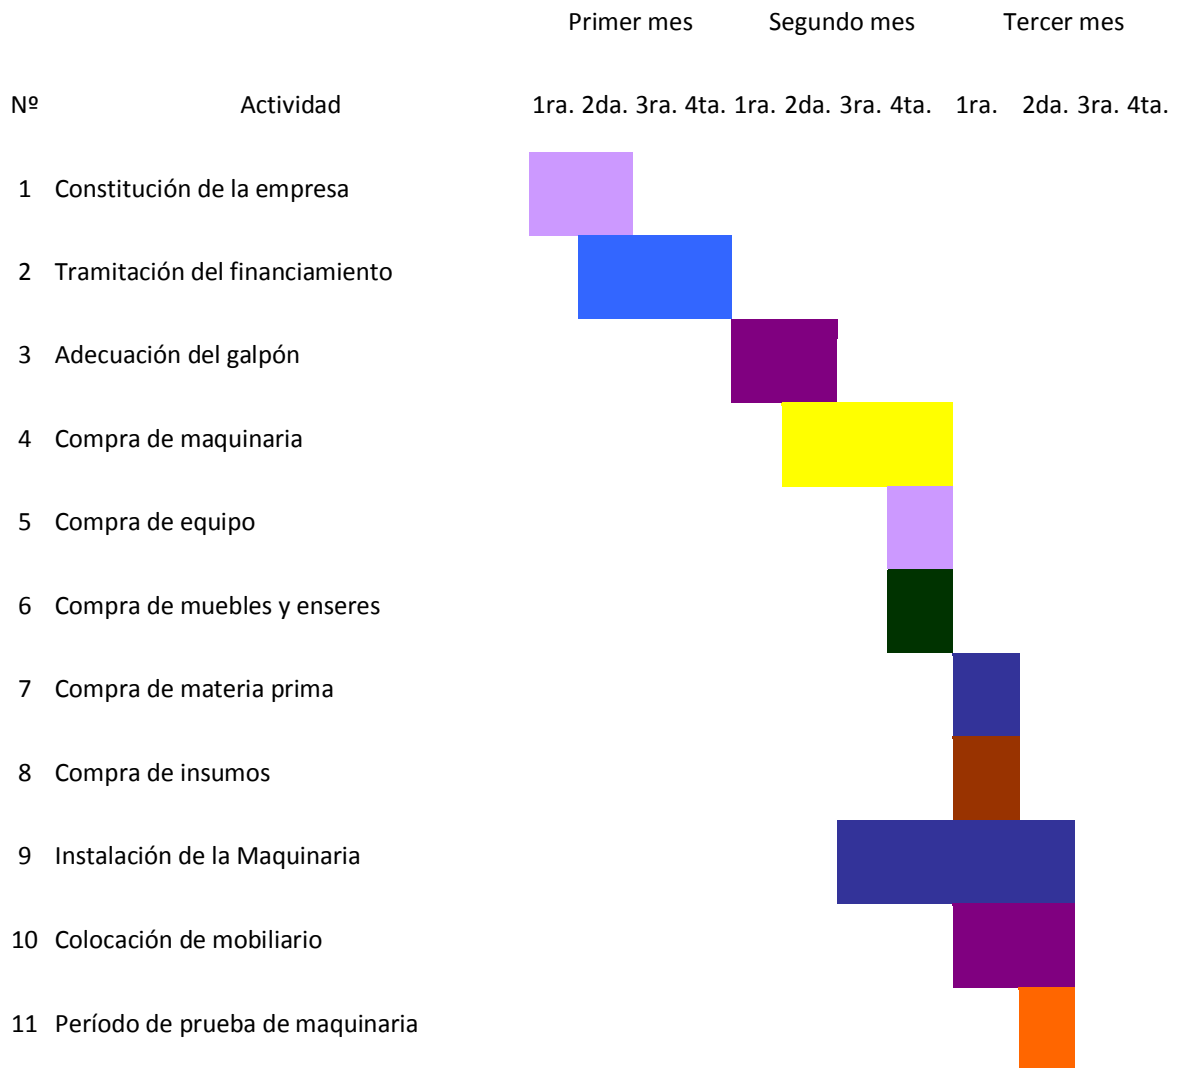 Primer mes Segundo mes Tercer mes
Nº Actividad 1ra. 2da. 3ra. 4ta. 1ra. 2da. 3ra. 4ta. 1ra. 2da. 3ra. 4ta.
1 Constitución de la empresa
2 Tramitación del financiamiento
3 Adecuación del galpón
4 Compra de maquinaria
5 Compra de equipo
6 Compra de muebles y enseres
7 Compra de materia prima
8 Compra de insumos
9 Instalación de la Maquinaria
10 Colocación de mobiliario
11 Período de prueba de maquinaria